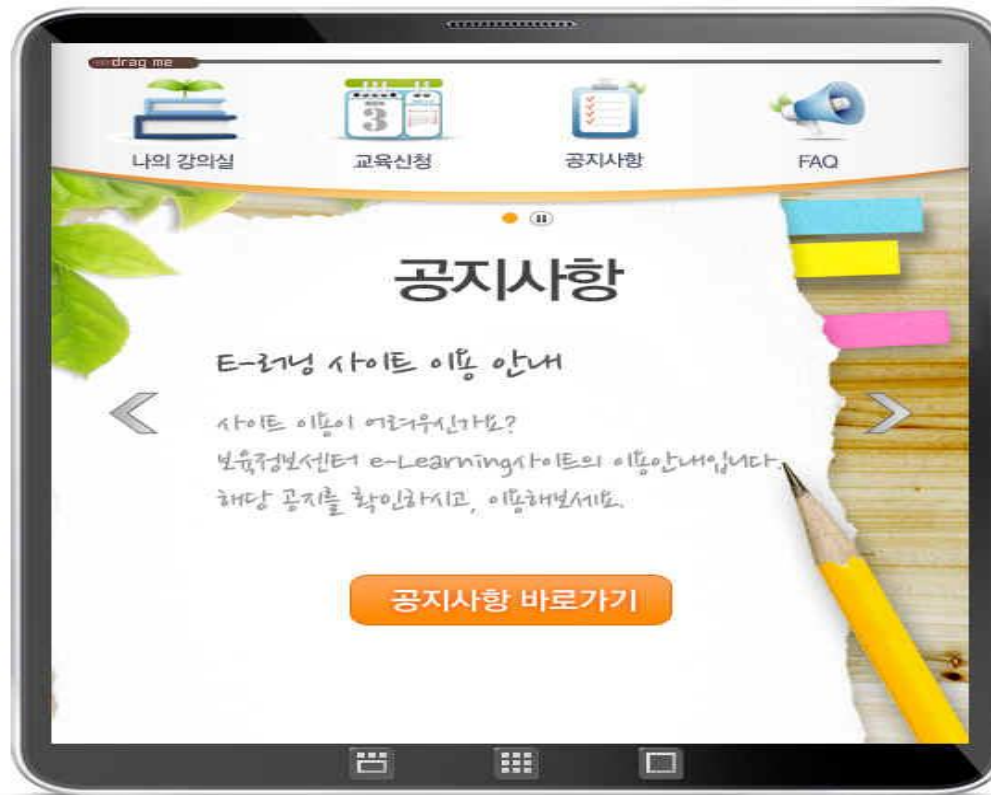 drag me
나의 강의실
교육신청
공지사항
FAQ
3
공지사항
E-러닝 사이트 이용 안내
사이트 이용이 어려우신가요?
보육정보센터 e-Learning사이트의 이용안내입니다.
해당 공지를 확인하시고, 이용해보세요.
공지사항 바로가기